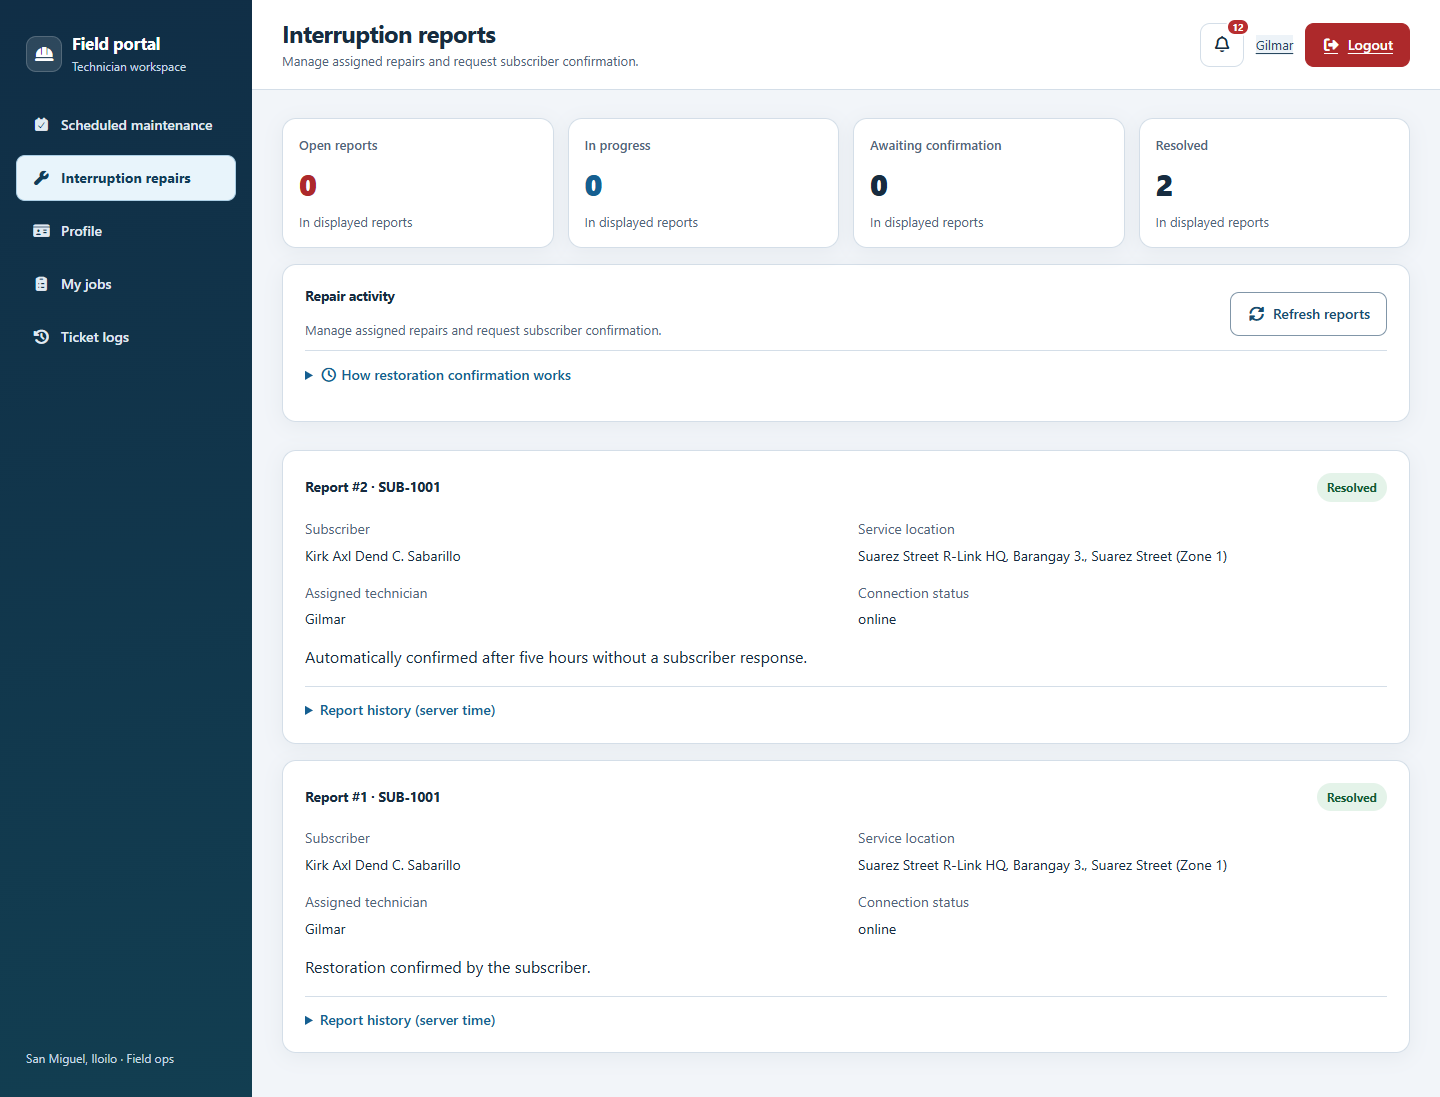 Field portal
Technician workspace
Scheduled maintenance
Interruption repairs
Profile
My jobs
Ticket logs
San Miguel, Iloilo · Field ops
Interruption reports
Manage assigned repairs and request subscriber confirmation.
12
Gilmar
Logout
Open reports
0
In displayed reports
In progress
0
In displayed reports
Awaiting confirmation
0
In displayed reports
Resolved
2
In displayed reports
Repair activity
Manage assigned repairs and request subscriber confirmation.
Refresh reports
How restoration confirmation works
Report #2 · SUB-1001
Resolved
Subscriber
Kirk Axl Dend C. Sabarillo
Service location
Suarez Street R-Link HQ, Barangay 3., Suarez Street (Zone 1)
Assigned technician
Gilmar
Connection status
online
Automatically confirmed after five hours without a subscriber response.
Report history (server time)
Report #1 · SUB-1001
Resolved
Subscriber
Kirk Axl Dend C. Sabarillo
Service location
Suarez Street R-Link HQ, Barangay 3., Suarez Street (Zone 1)
Assigned technician
Gilmar
Connection status
online
Restoration confirmed by the subscriber.
Report history (server time)